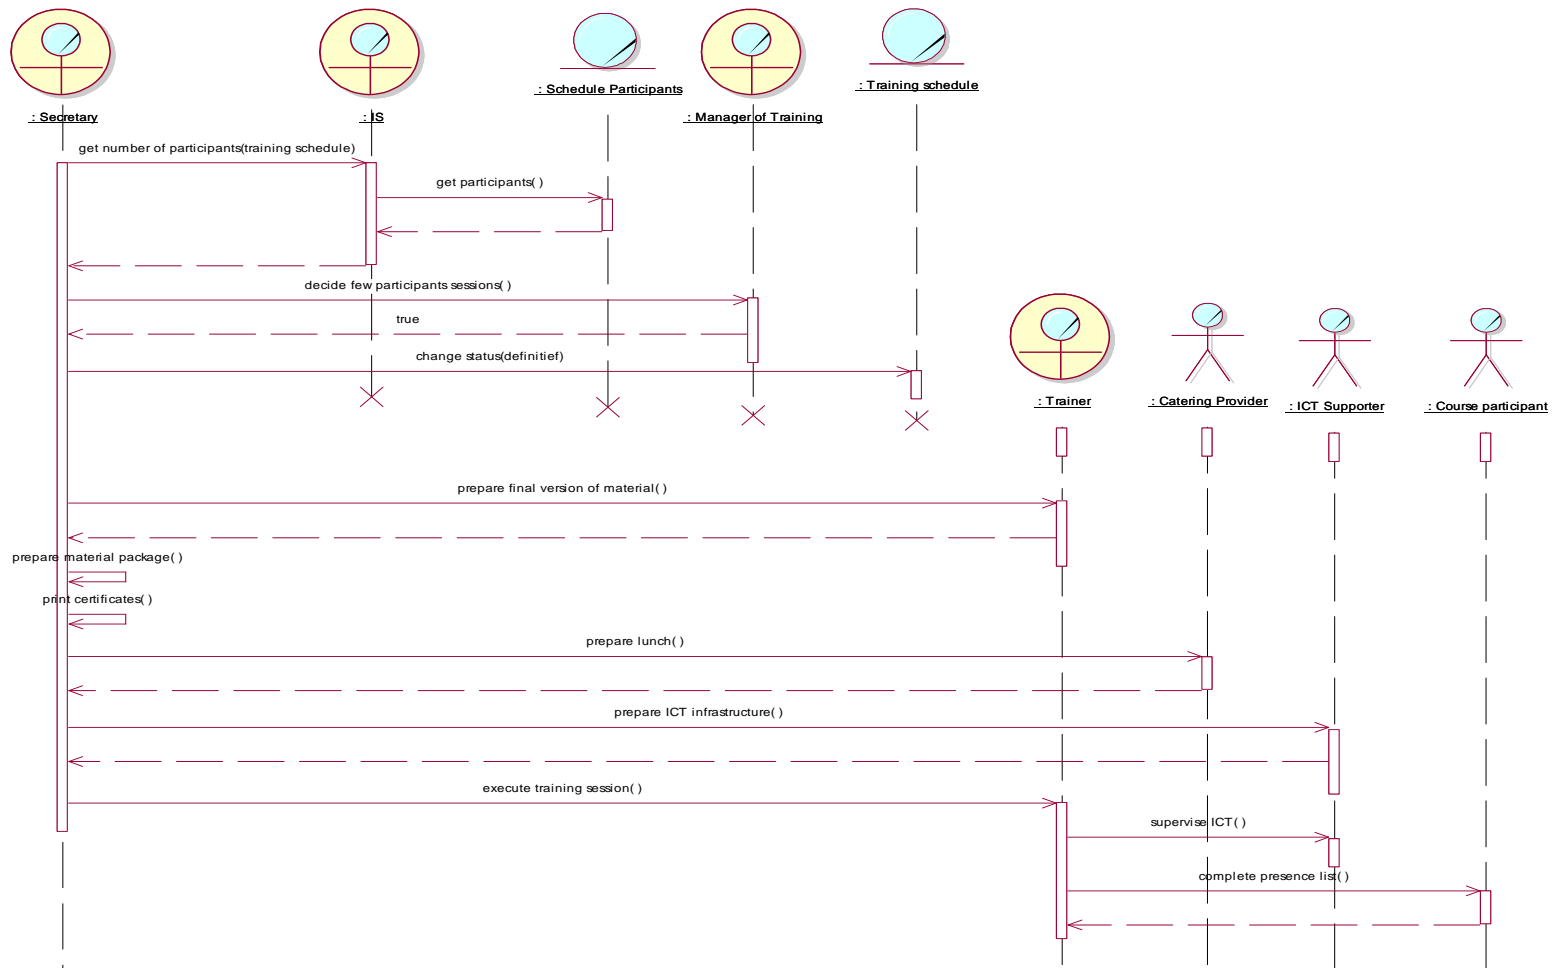 : Schedule Participants
: Training schedule
: Secretary
: IS
: Manager of Training
get number of participants(training schedule)
get participants( )
decide few participants sessions( )
true
change status(definitief)
: Trainer
: Catering Provider
: ICT Supporter
: Course participant
prepare final version of material( )
prepare material package( )
print certificates( )
prepare lunch( )
prepare ICT infrastructure( )
execute training session( )
supervise ICT( )
complete presence list( )